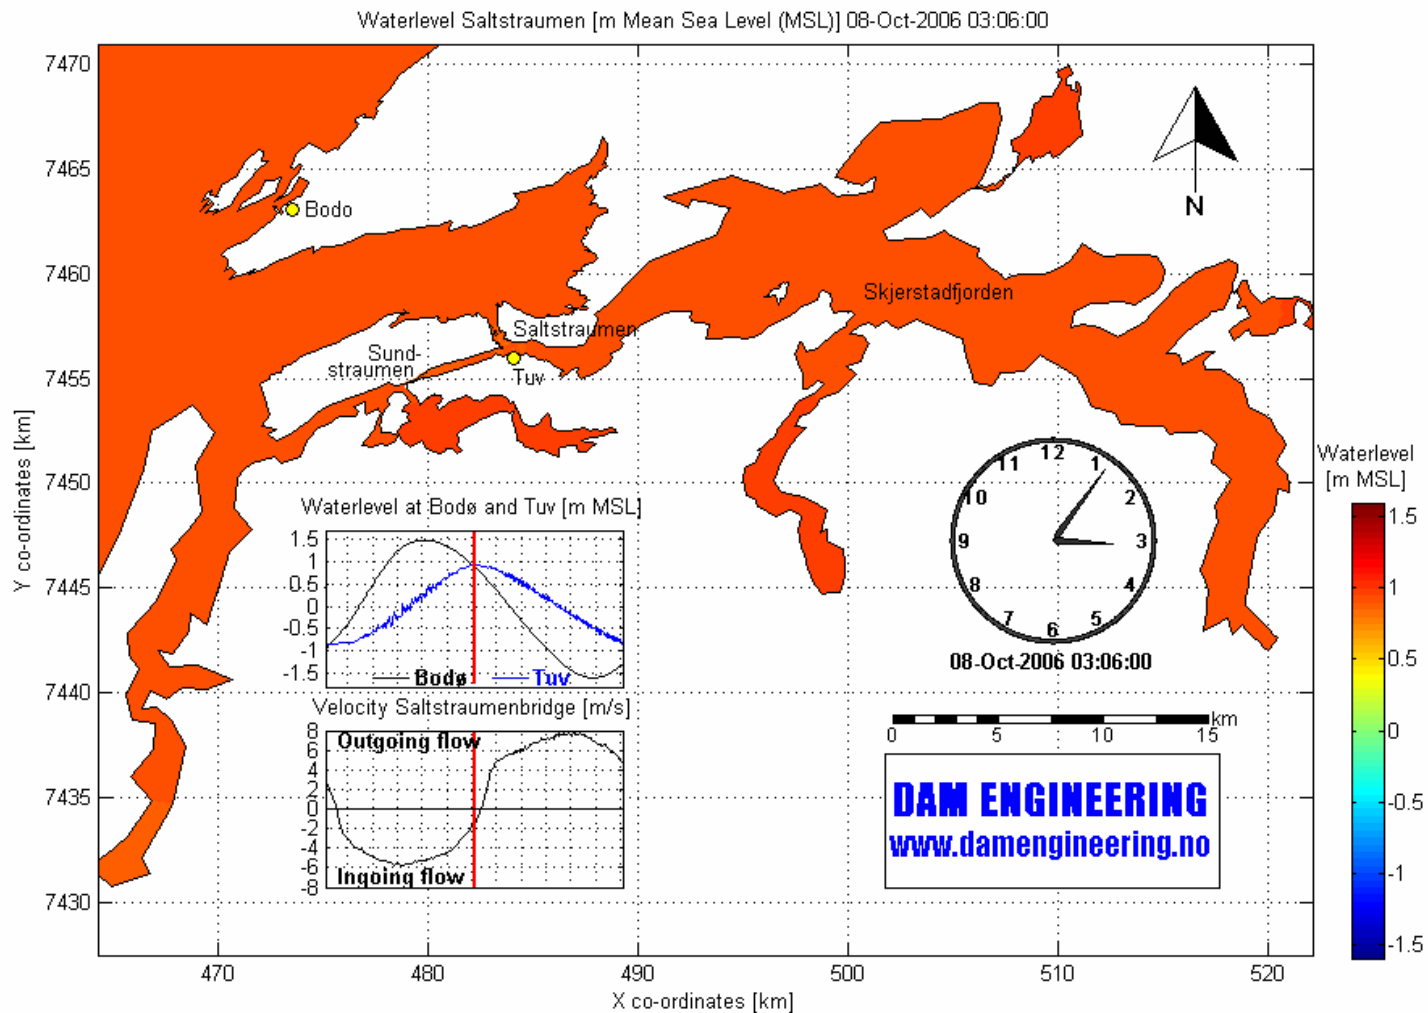 Waterlevel Saltstraumen [m Mean Sea Level (MSL)] 08-Oct-2006 03:06:00
7470
7465
7460
7455
7450
7445
7440
7435
7430
Y co-ordinates [km]
470
480
490
500
510
520
X co-ordinates [km]
Bodo
N
Skjerstadfjorden
Saltstraumen
Sund-
straumen
Tuv
12
1
2
3
4
5
6
7
8
9
10
11
08-Oct-2006 03:06:00
Waterlevel at Bodø and Tuv [m MSL]
1.5
1
0.5
0
-0.5
-1
-1.5
Bodø
Tuv
Velocity Saltstraumenbridge [m/s]
8
6
4
2
0
-2
-4
-6
-8
Outgoing flow
Ingoing flow
km
0 5 10 15
DAM ENGINEERING
www.damengineering.no
Waterlevel
[m MSL]
1.5
1
0.5
0
-0.5
-1
-1.5